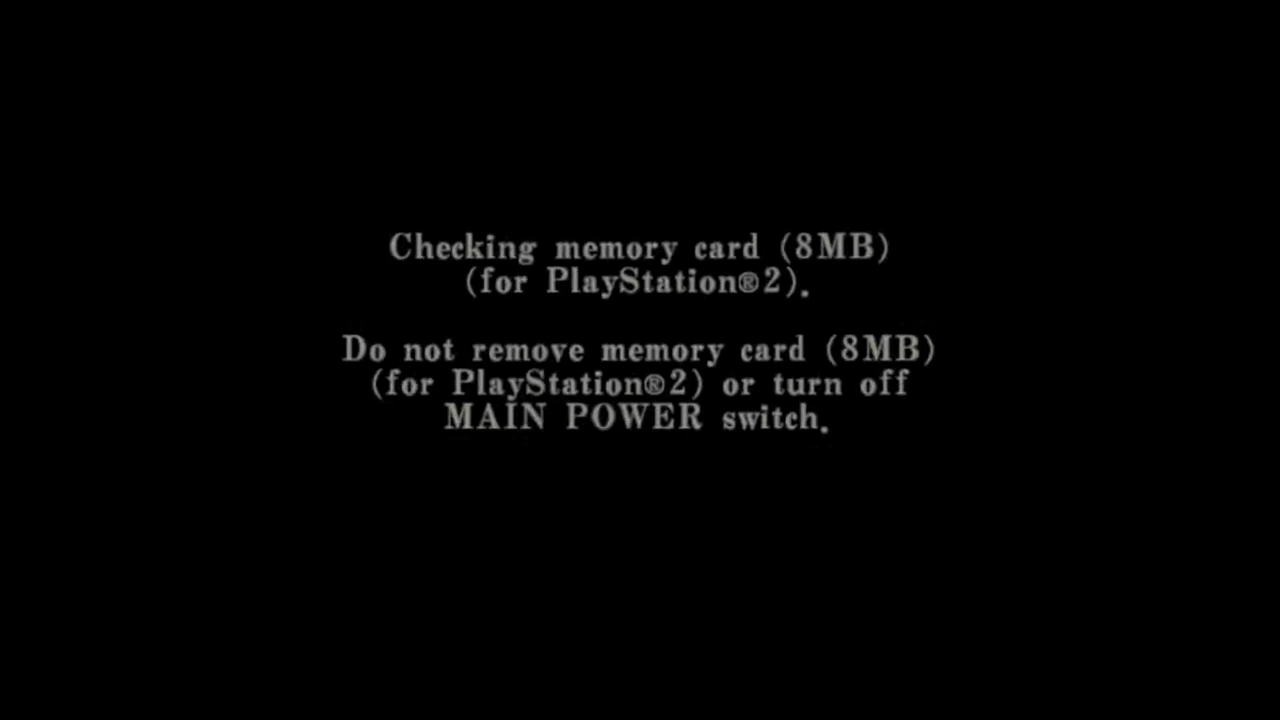 Checking memory card (8MB)
(for PlayStation®2).
Do not remove memory card (8MB)
(for PlayStation®2) or turn off
MAIN POWER switch.